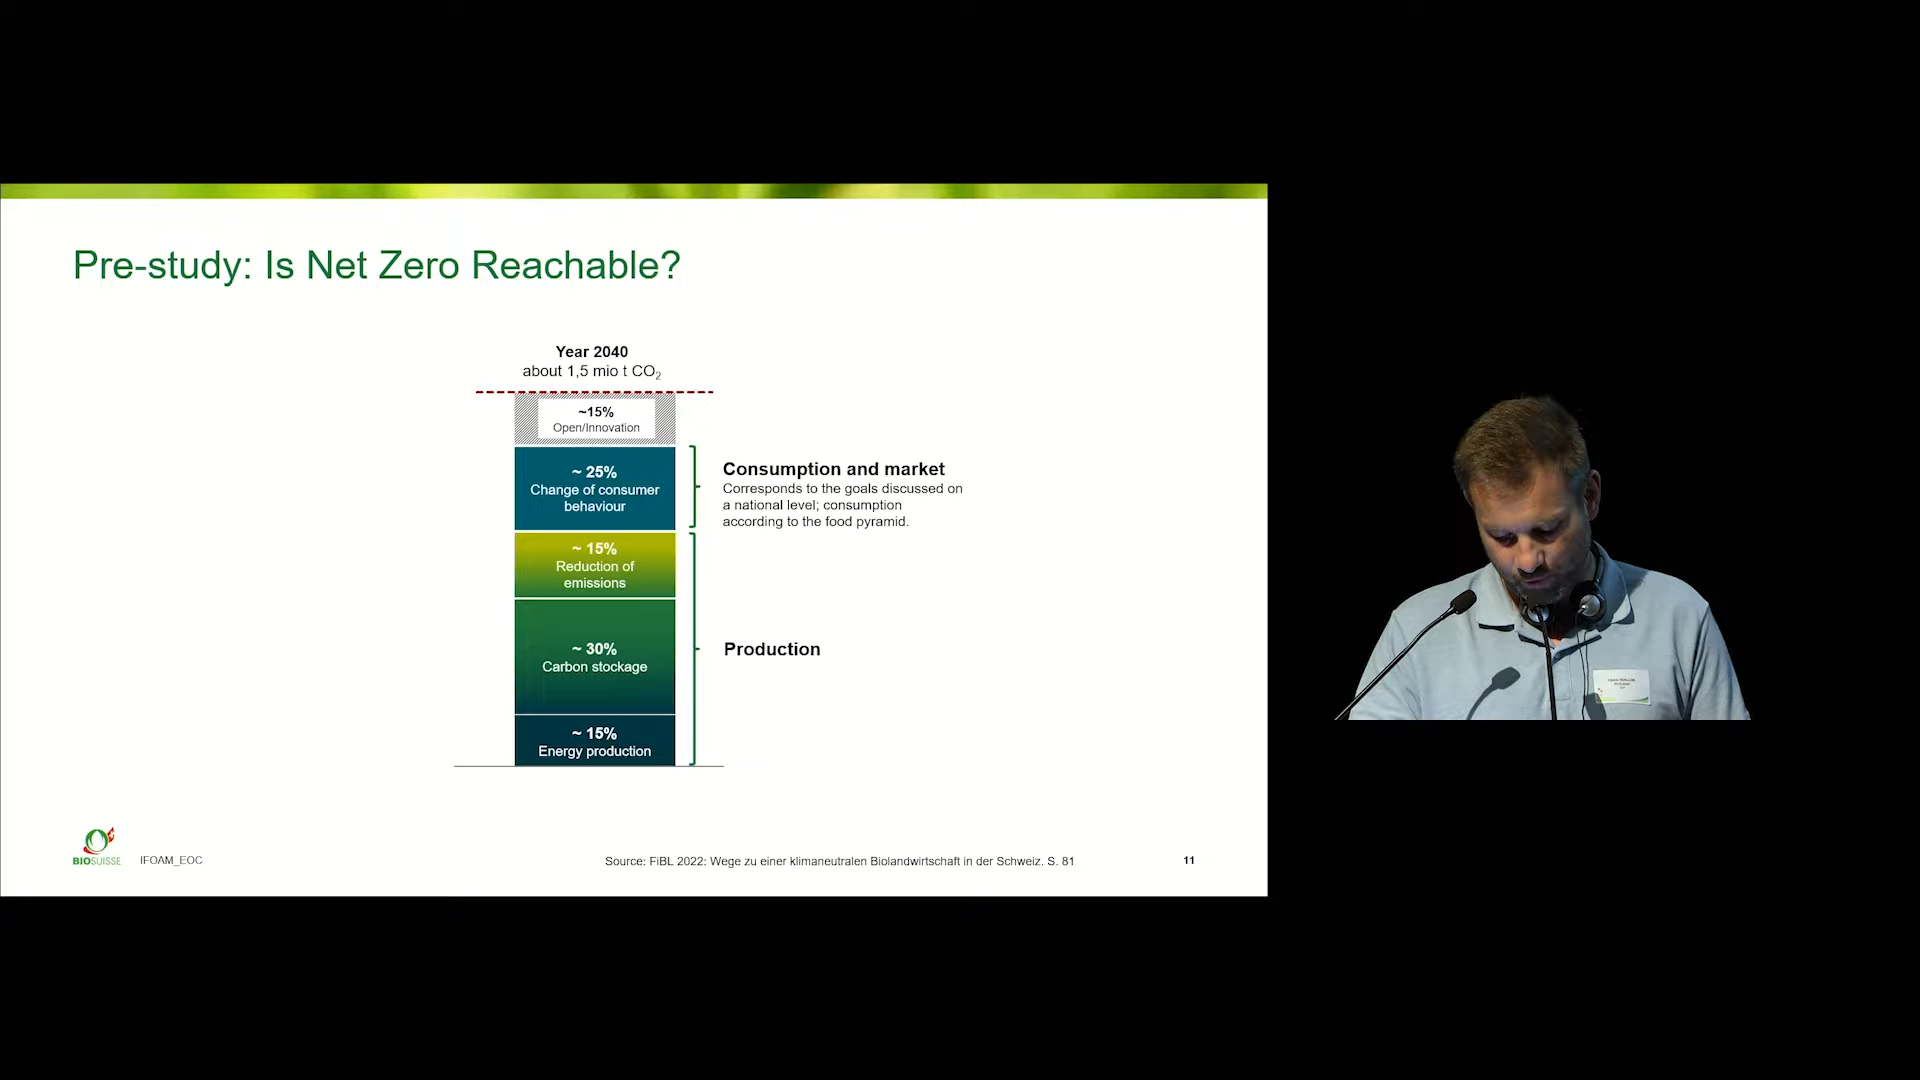 Pre-study: Is Net Zero Reachable?
Year 2040
about 1,5 mio t CO₂
~15%
Open/Innovation
~ 25%
Change of consumer
behaviour
Consumption and market
Corresponds to the goals discussed on
a national level; consumption
according to the food pyramid.
~ 15%
Reduction of
emissions
~ 30%
Carbon stockage
Production
~ 15%
Energy production
BIOSUISSE
IFOAM_EOC
Source: FiBL 2022: Wege zu einer klimaneutralen Biolandwirtschaft in der Schweiz. S. 81
11